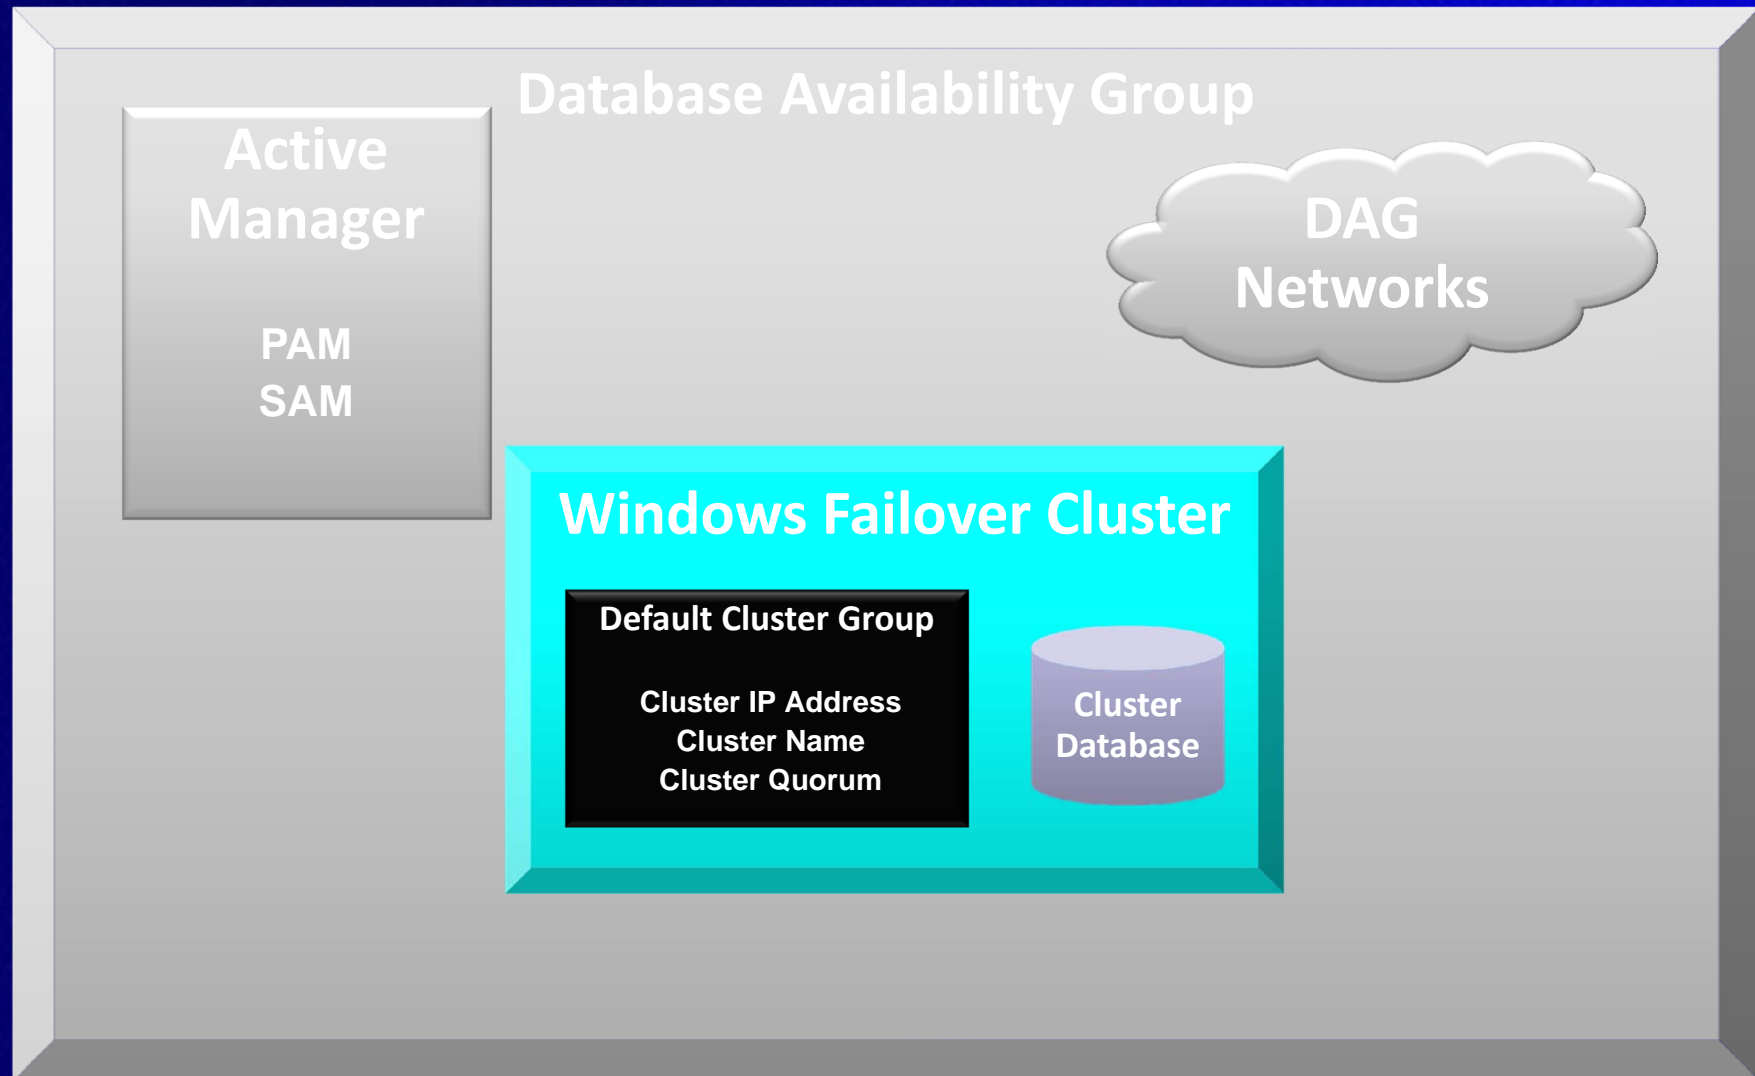 Database Availability Group
Active
Manager
PAM
SAM
DAG
Networks
Windows Failover Cluster
Default Cluster Group
Cluster IP Address
Cluster Name
Cluster Quorum
Cluster
Database